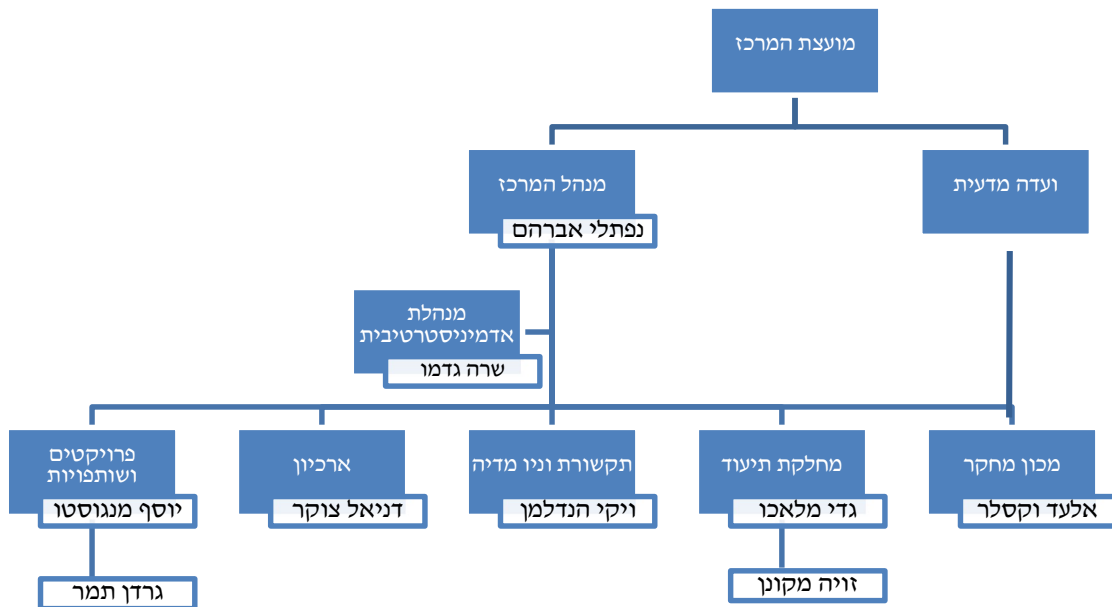 מועצת המרכז
ועדה מדעית
מנהל המרכז
נפתלי אברהם
מנהלת
אדמיניסטרטיבית
שרה גדמו
מכון מחקר
אלעד וקסלר
מחלקת תיעוד
גדי מלאכו
זויה מקונן
תקשורת וניו מדיה
ויקי הנדלמן
ארכיון
דניאל צוקר
פרויקטים
ושותפויות
יוסף מנגוסטו
גרדן תמר